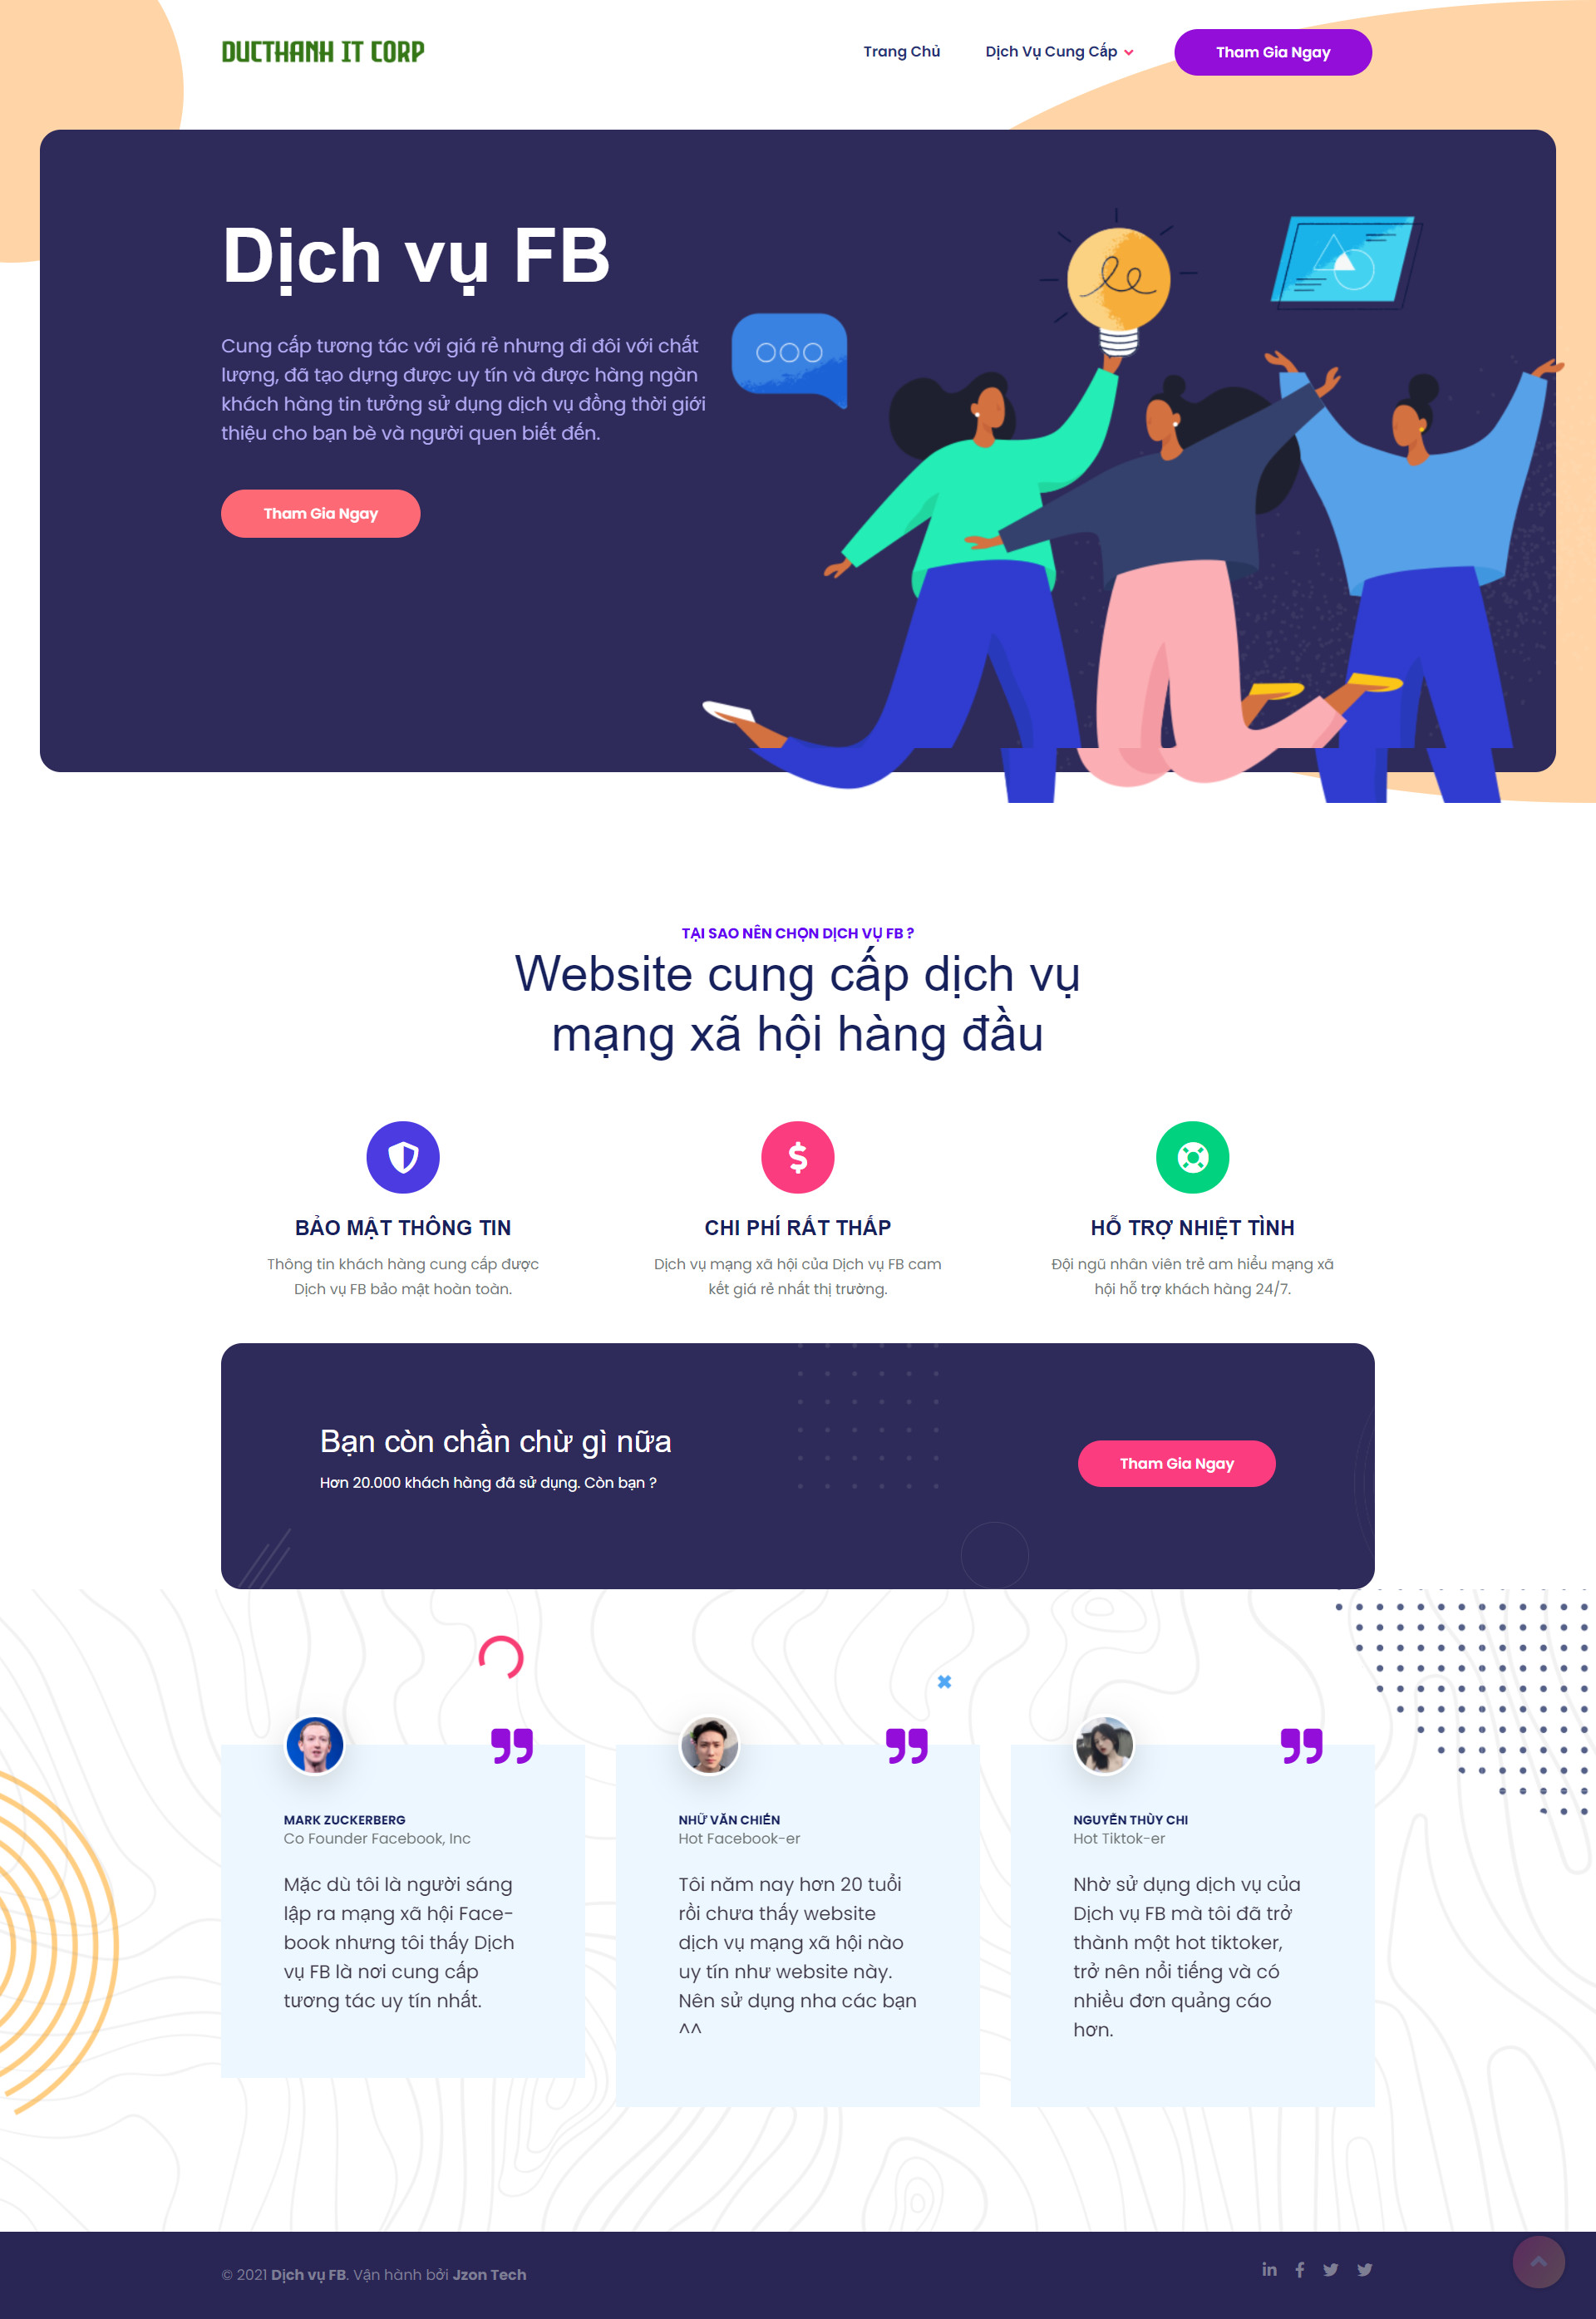 DUCTHANH IT CORP
Trang Chủ
Dịch Vụ Cung Cấp
Tham Gia Ngay
Dịch vụ FB
Cung cấp tương tác với giá rẻ nhưng đi đôi với chất
lượng, đã tạo dựng được uy tín và được hàng ngàn
khách hàng tin tưởng sử dụng dịch vụ đồng thời giới
thiệu cho bạn bè và người quen biết đến.
Tham Gia Ngay
TẠI SAO NÊN CHỌN DỊCH VỤ FB ?
Website cung cấp dịch vụ
mạng xã hội hàng đầu
BẢO MẬT THÔNG TIN
Thông tin khách hàng cung cấp được
Dịch vụ FB bảo mật hoàn toàn.
CHI PHÍ RẤT THẤP
Dịch vụ mạng xã hội của Dịch vụ FB cam
kết giá rẻ nhất thị trường.
HỖ TRỢ NHIỆT TÌNH
Đội ngũ nhân viên trẻ am hiểu mạng xã
hội hỗ trợ khách hàng 24/7.
Bạn còn chần chừ gì nữa
Hơn 20.000 khách hàng đã sử dụng. Còn bạn ?
Tham Gia Ngay
MARK ZUCKERBERG
Co Founder Facebook, Inc
Mặc dù tôi là người sáng
lập ra mạng xã hội Face-
book nhưng tôi thấy Dịch
vụ FB là nơi cung cấp
tương tác uy tín nhất.
NHỮ VĂN CHIẾN
Hot Facebook-er
Tôi năm nay hơn 20 tuổi
rồi chưa thấy website
dịch vụ mạng xã hội nào
uy tín như website này.
Nên sử dụng nha các bạn
^^
NGUYỄN THÙY CHI
Hot Tiktok-er
Nhờ sử dụng dịch vụ của
Dịch vụ FB mà tôi đã trở
thành một hot tiktoker,
trở nên nổi tiếng và có
nhiều đơn quảng cáo
hơn.
© 2021 Dịch vụ FB. Vận hành bởi Jzon Tech